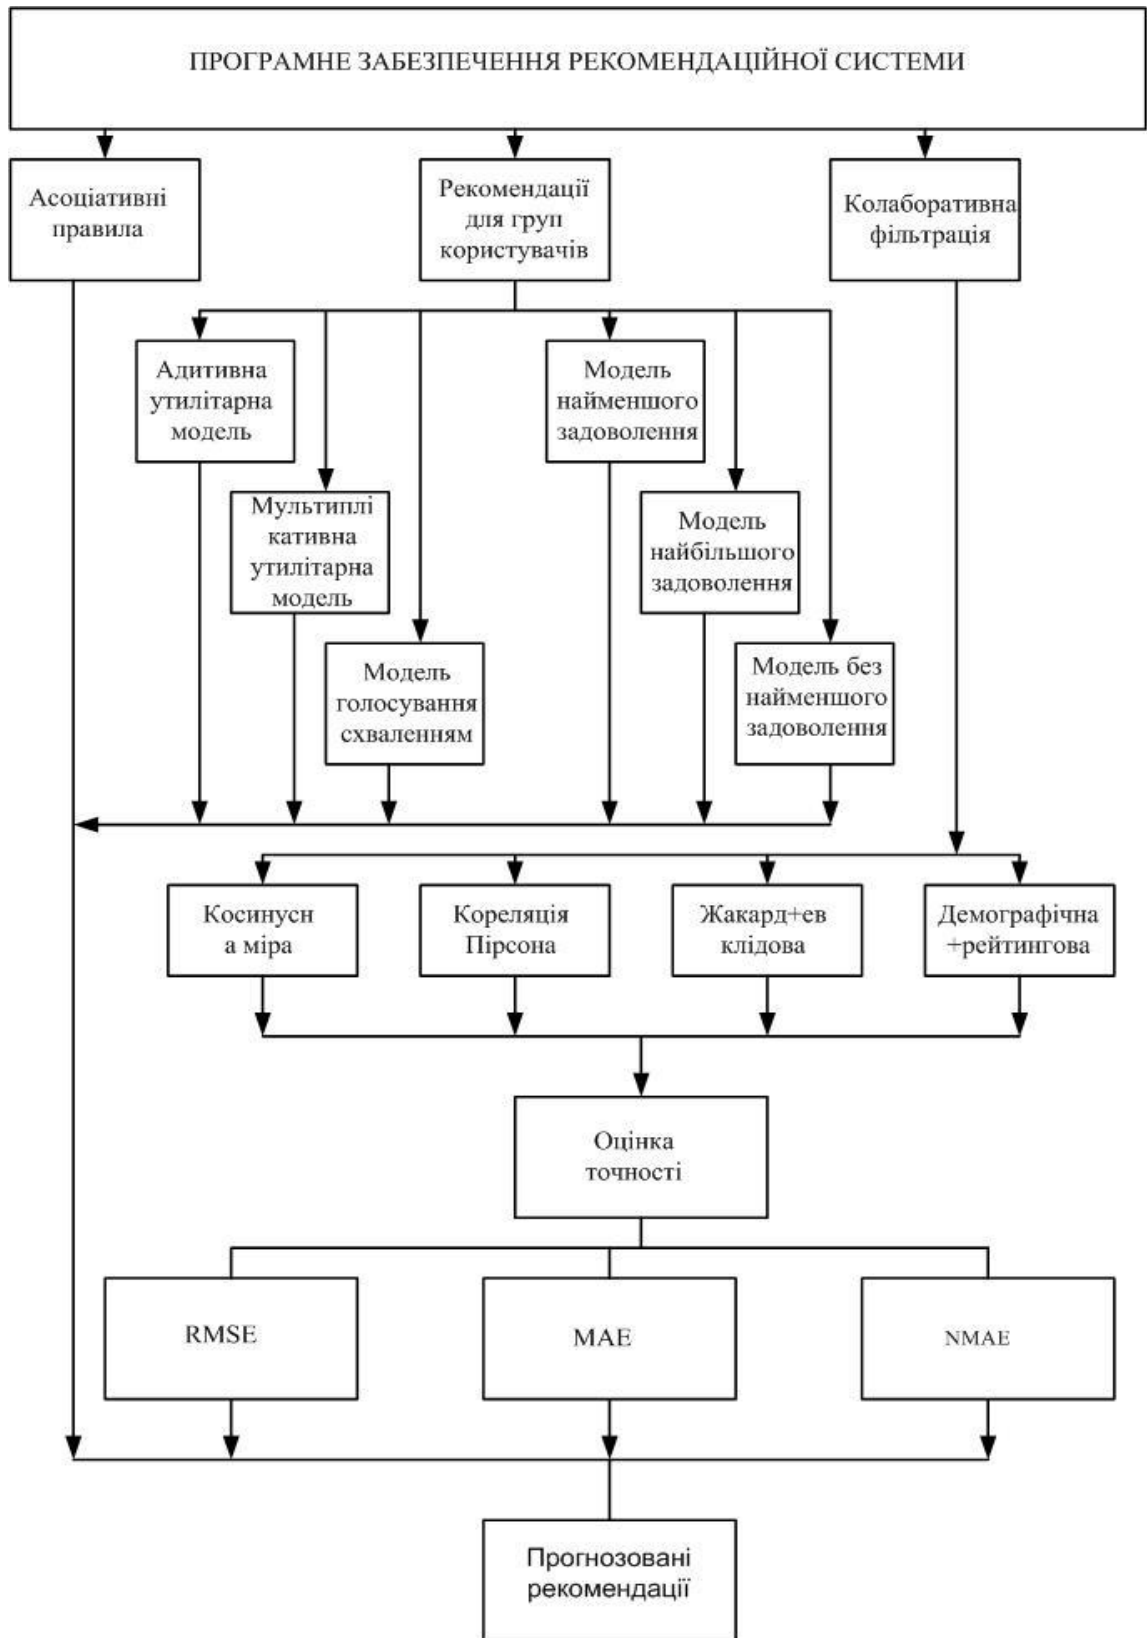 ПРОГРАМНЕ ЗАБЕЗПЕЧЕННЯ РЕКОМЕНДАЦІЙНОЇ СИСТЕМИ
Асоціативні
правила
Рекомендації
для груп
користувачів
Колаборативна
фільтрація
Адитивна
утилітарна
модель
Модель
найменшого
задоволення
Мультиплі
кативна
утилітарна
модель
Модель
найбільшого
задоволення
Модель
голосування
схваленням
Модель без
найменшого
задоволення
Косинусн
а міра
Кореляція
Пірсона
Жакард+ев
клідова
Демографічна
+рейтингова
Оцінка
точності
RMSE
MAE
NMAE
Прогнозовані
рекомендації